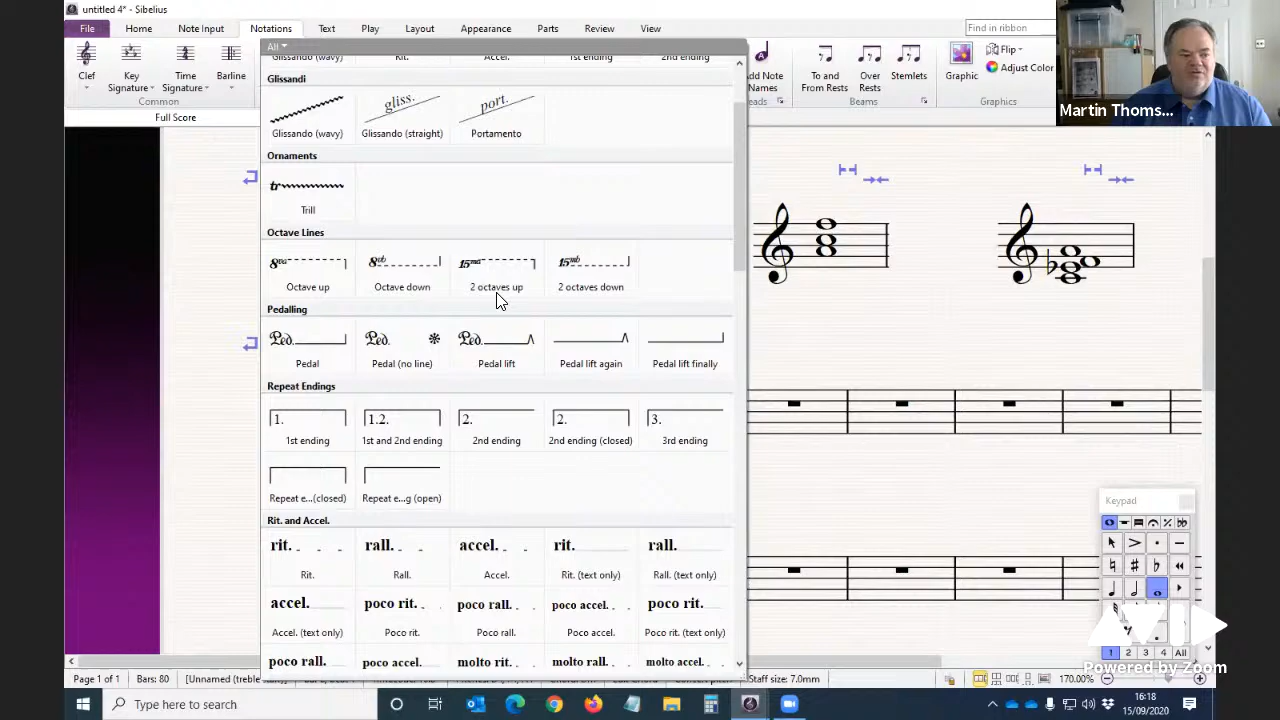 untitled 4* - Sibelius
File Home Note Input Notations Text Play Layout Appearance Parts Review View Find in ribbon
All
Clef Key Signature Time Signature Barline
Common
Glissando (wavy) Rit. Accel. 1st ending 2nd ending
Add Note Names
To and From Rests Over Rests Stemlets
Beams
Graphic Flip Adjust Color
Graphics
Martin Thoms...
Full Score
Glissandi
gliss. port.
Glissando (wavy) Glissando (straight) Portamento
Ornaments
tr
Trill
Octave Lines
8va 8vb 15ma 15mb
Octave up Octave down 2 octaves up 2 octaves down
Pedalling
Ped. Ped. Ped.
Pedal Pedal (no line) Pedal lift Pedal lift again Pedal lift finally
Repeat Endings
1. 1.2. 2. 2. 3.
1st ending 1st and 2nd ending 2nd ending 2nd ending (closed) 3rd ending
Repeat e...(closed) Repeat e...g (open)
Rit. and Accel.
rit. rall. accel. rit. rall.
Rit. Rall. Accel. Rit. (text only) Rall. (text only)
accel. poco rit. poco rall. poco accel. poco rit.
Accel. (text only) Poco rit. Poco rall. Poco accel. Poco rit. (text only)
poco rall. poco accel. molto rit. molto rall. molto accel.
Keypad
1 2 3 4 All
AVID
Powered by Zoom
Page 1 of 1 Bars: 80 [Unnamed (treble Staff size: 7.0mm 170.00%
Type here to search
16:18
15/09/2020